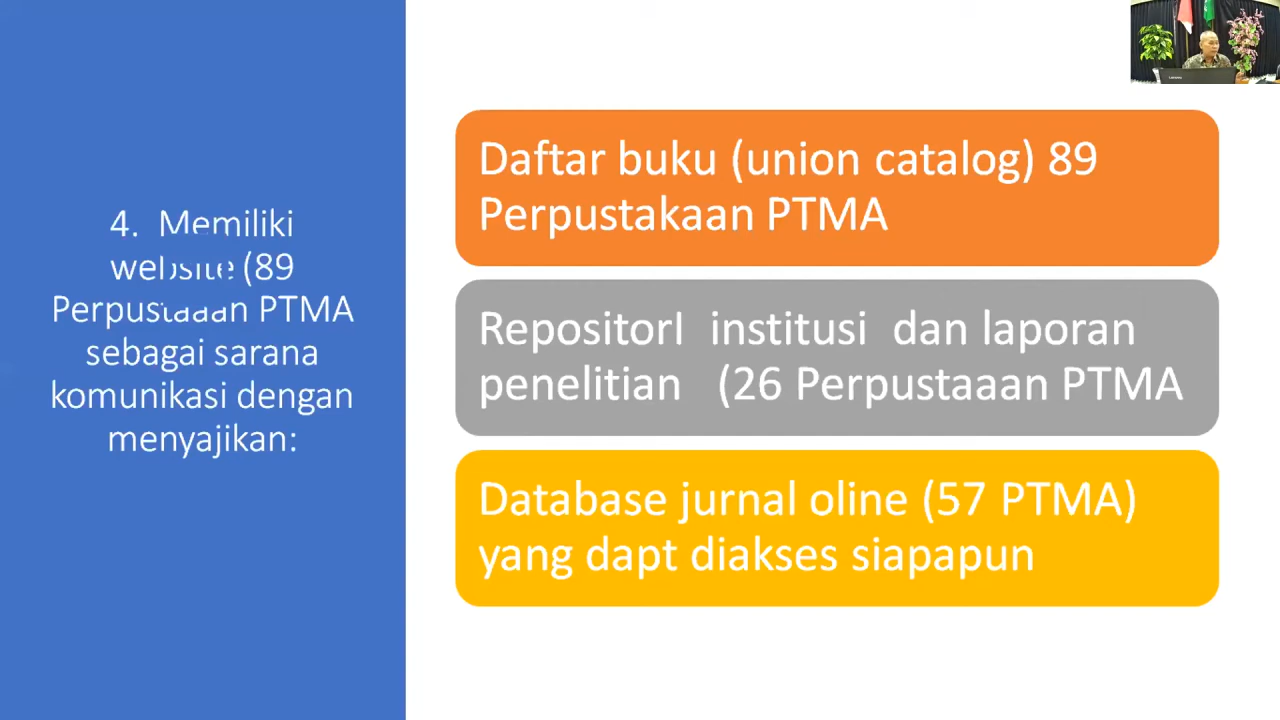 4. Memiliki
website (89
Perpustaaan PTMA
sebagai sarana
komunikasi dengan
menyajikan:
Daftar buku (union catalog) 89
Perpustakaan PTMA
RepositorI institusi dan laporan
penelitian (26 Perpustaaan PTMA
Database jurnal oline (57 PTMA)
yang dapt diakses siapapun